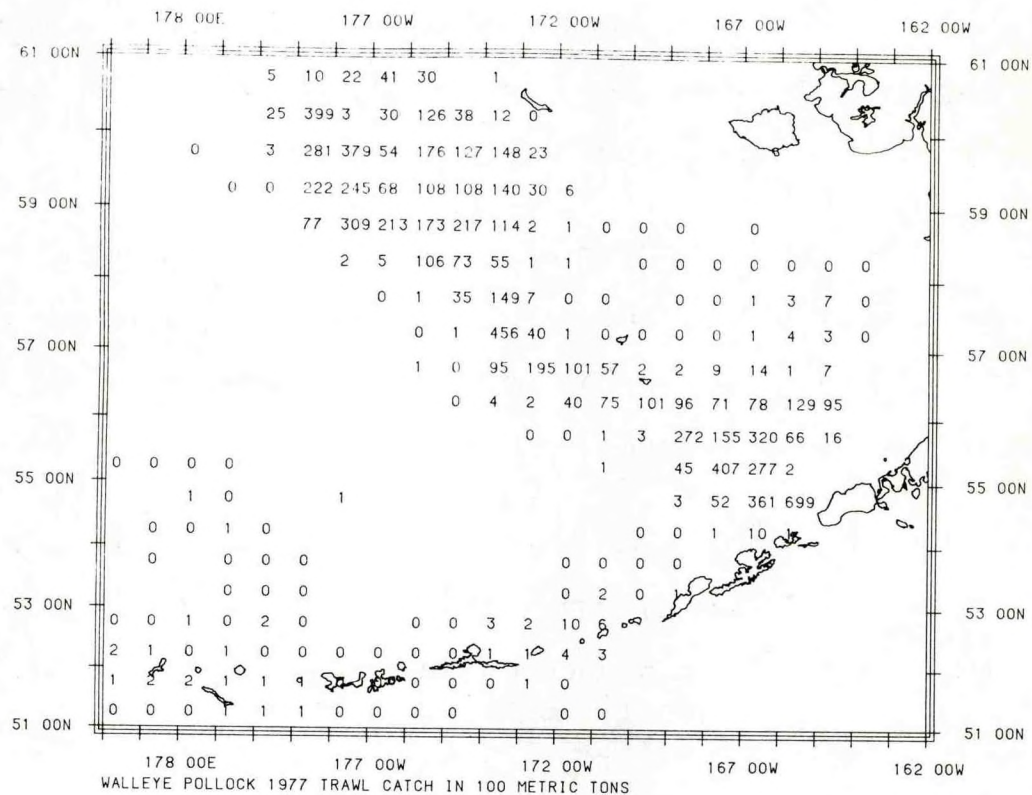 178 00E 177 00W 172 00W 167 00W 162 00W
61 00N 61 00N
5 10 22 41 30 1
25 399 3 30 126 38 12 0
0 3 281 379 54 176 127 148 23
0 0 222 245 68 108 108 140 30 6
59 00N 59 00N
77 309 213 173 217 114 2 1 0 0 0 0
2 5 106 73 55 1 1 0 0 0 0 0 0 0
0 1 35 149 7 0 0 0 0 1 3 7 0
0 1 456 40 1 0 0 0 0 1 4 3 0
57 00N 57 00N
1 0 95 195 101 57 2 2 9 14 1 7
0 4 2 40 75 101 96 71 78 129 95
0 0 1 3 272 155 320 66 16
0 0 0 0 1 45 407 277 2
55 00N 55 00N
1 0 1 3 52 361 699
0 0 1 0 0 0 1 10
0 0 0 0 0 0 0 0
0 0 0 0 2 0
53 00N 53 00N
0 0 1 0 2 0 0 0 3 2 10 6
2 1 0 1 0 0 0 0 0 0 1 1 4 3
1 2 2 1 1 0 0 0 1 0
0 0 0 1 1 1 0 0 0 0 0 0
51 00N 51 00N
178 00E 177 00W 172 00W 167 00W 162 00W
WALLEYE POLLOCK 1977 TRAWL CATCH IN 100 METRIC TONS